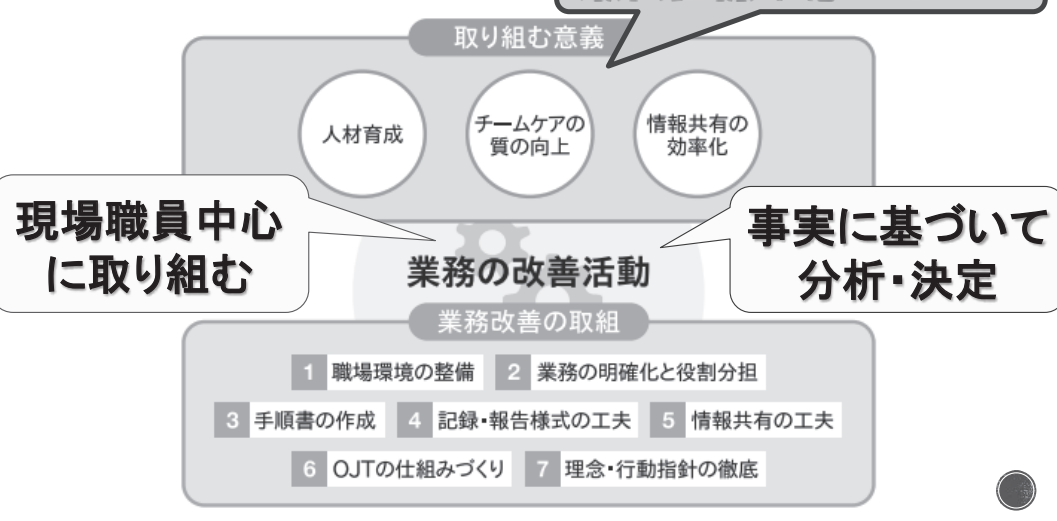 取り組む意義
人材育成
チームケアの
質の向上
情報共有の
効率化
現場職員中心
に取り組む
事実に基づいて
分析・決定
業務の改善活動
業務改善の取組
1 職場環境の整備 2 業務の明確化と役割分担
3 手順書の作成 4 記録・報告様式の工夫 5 情報共有の工夫
6 OJTの仕組みづくり 7 理念・行動指針の徹底